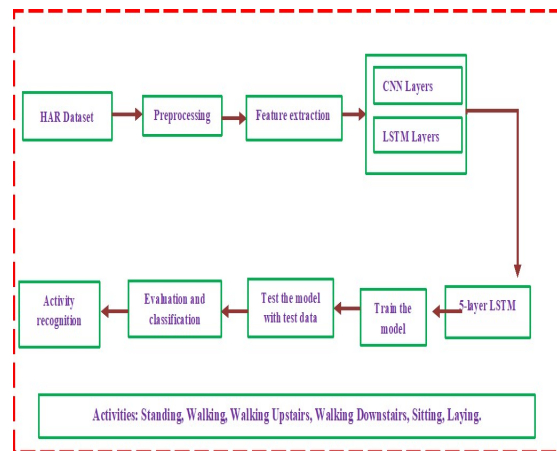 HAR Dataset
Preprocessing
Feature extraction
CNN Layers
LSTM Layers
Activity
recognition
Evaluation and
classification
Test the model
with test data
Train the
model
5-layer LSTM
Activities: Standing, Walking, Walking Upstairs, Walking Downstairs, Sitting, Laying.